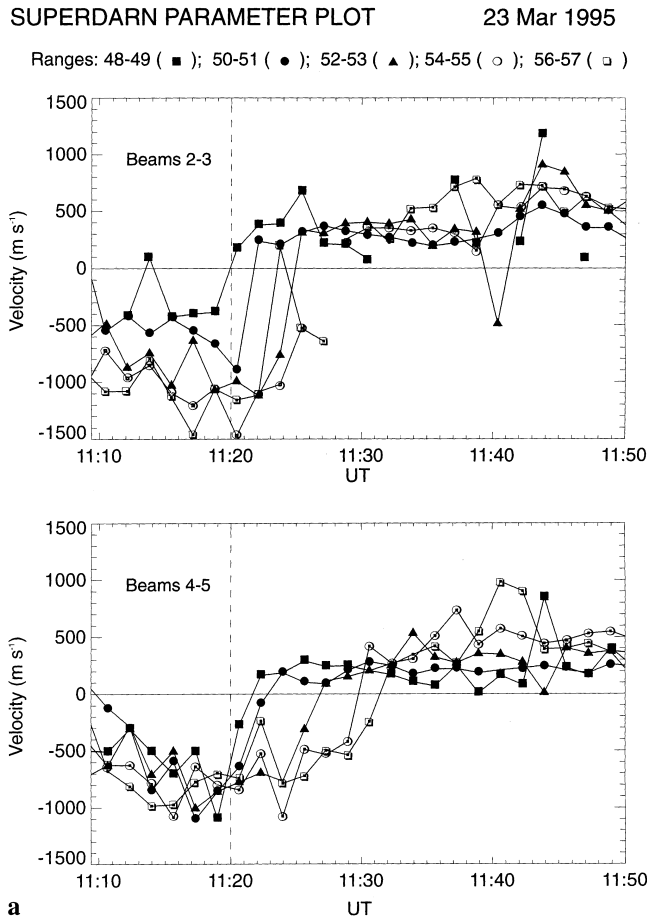 SUPERDARN PARAMETER PLOT 23 Mar 1995
Ranges: 48-49 ( ■ ); 50-51 ( ● ); 52-53 ( ▲ ); 54-55 ( ○ ); 56-57 ( □ )
1500
Beams 2-3
1000
500
0
-500
-1000
-1500
Velocity (m s⁻¹)
11:10 11:20 11:30 11:40 11:50
UT
1500
1000
Beams 4-5
500
0
-500
-1000
-1500
Velocity (m s⁻¹)
11:10 11:20 11:30 11:40 11:50
a UT